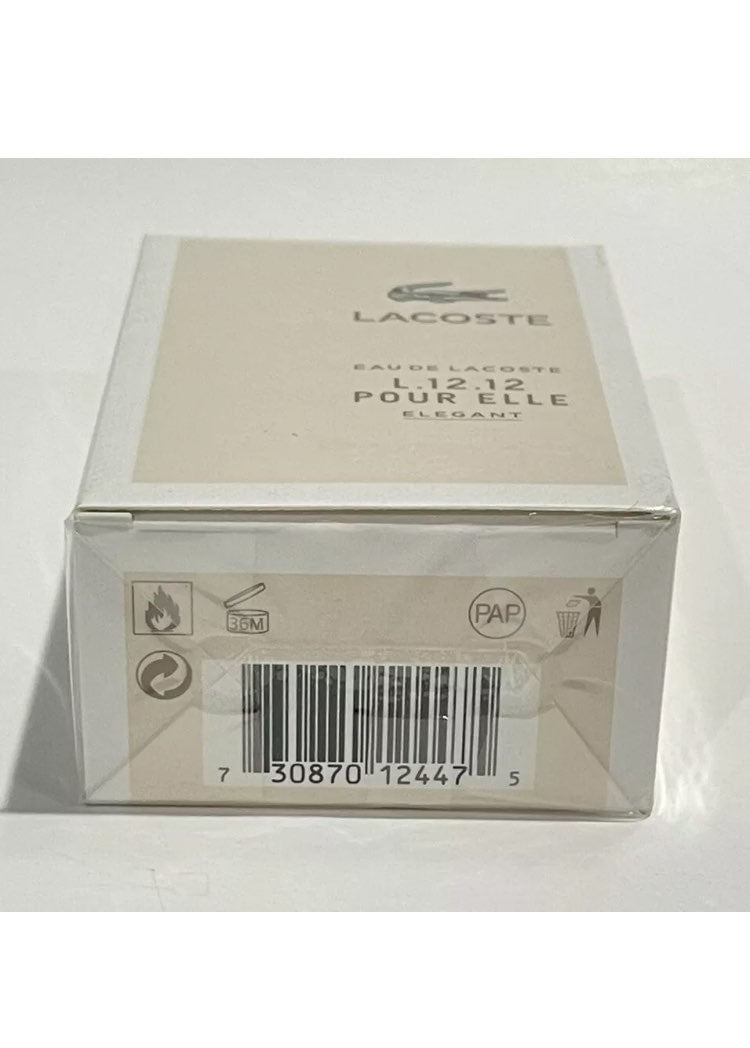 LACOSTE
EAU DE LACOSTE
L.12.12
POUR ELLE
ELEGANT
36M
PAP
7 30870 12447 5